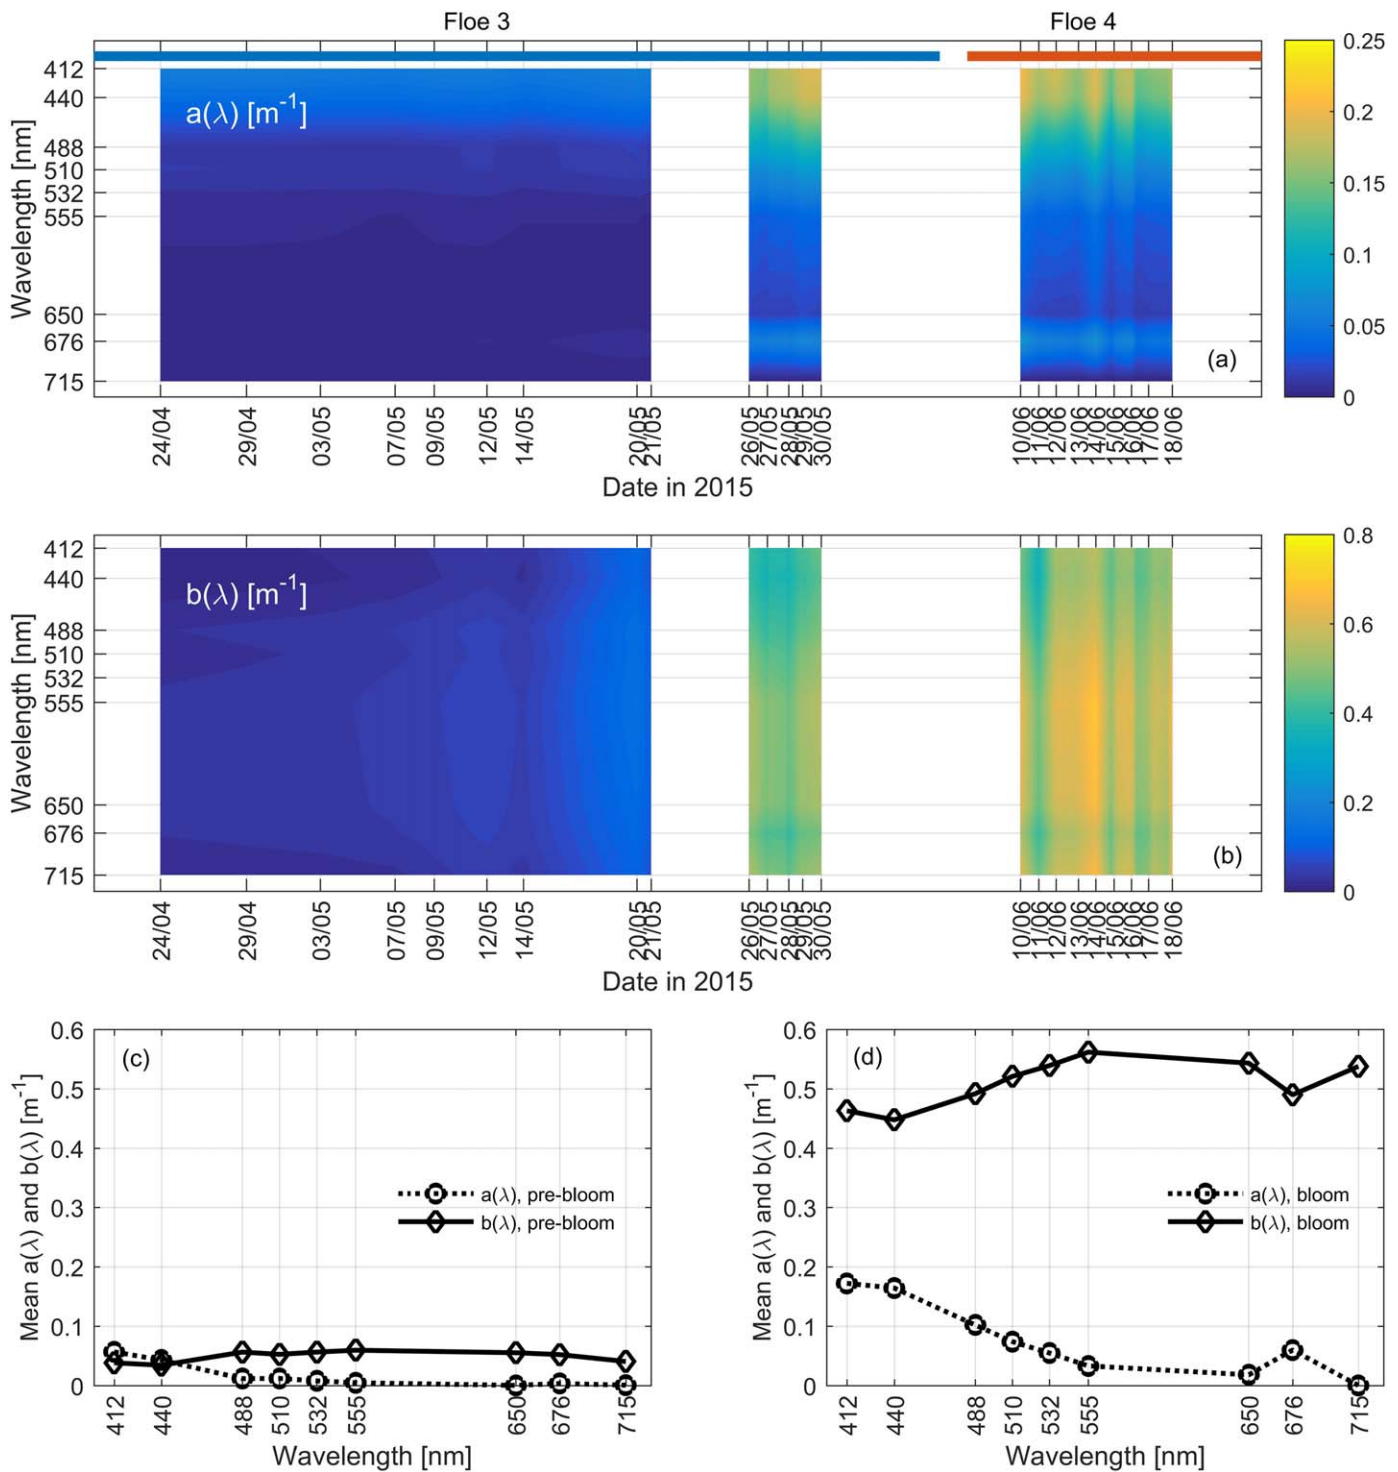 Floe 3
Floe 4
Wavelength [nm]
412
440
488
510
532
555
650
676
715
a(λ) [m⁻¹]
(a)
0.25
0.2
0.15
0.1
0.05
0
24/04 29/04 03/05 07/05 09/05 12/05 14/05 20/05 21/05 26/05 27/05 28/05 29/05 30/05 10/06 11/06 12/06 13/06 14/06 15/06 16/06 17/06 18/06
Date in 2015
Wavelength [nm]
412
440
488
510
532
555
650
676
715
b(λ) [m⁻¹]
(b)
0.8
0.6
0.4
0.2
0
24/04 29/04 03/05 07/05 09/05 12/05 14/05 20/05 21/05 26/05 27/05 28/05 29/05 30/05 10/06 11/06 12/06 13/06 14/06 15/06 16/06 17/06 18/06
Date in 2015
Mean a(λ) and b(λ) [m⁻¹]
0.6
0.5
0.4
0.3
0.2
0.1
0
(c)
a(λ), pre-bloom
b(λ), pre-bloom
412 440 488 510 532 555 650 676 715
Wavelength [nm]
Mean a(λ) and b(λ) [m⁻¹]
0.6
0.5
0.4
0.3
0.2
0.1
0
(d)
a(λ), bloom
b(λ), bloom
412 440 488 510 532 555 650 676 715
Wavelength [nm]